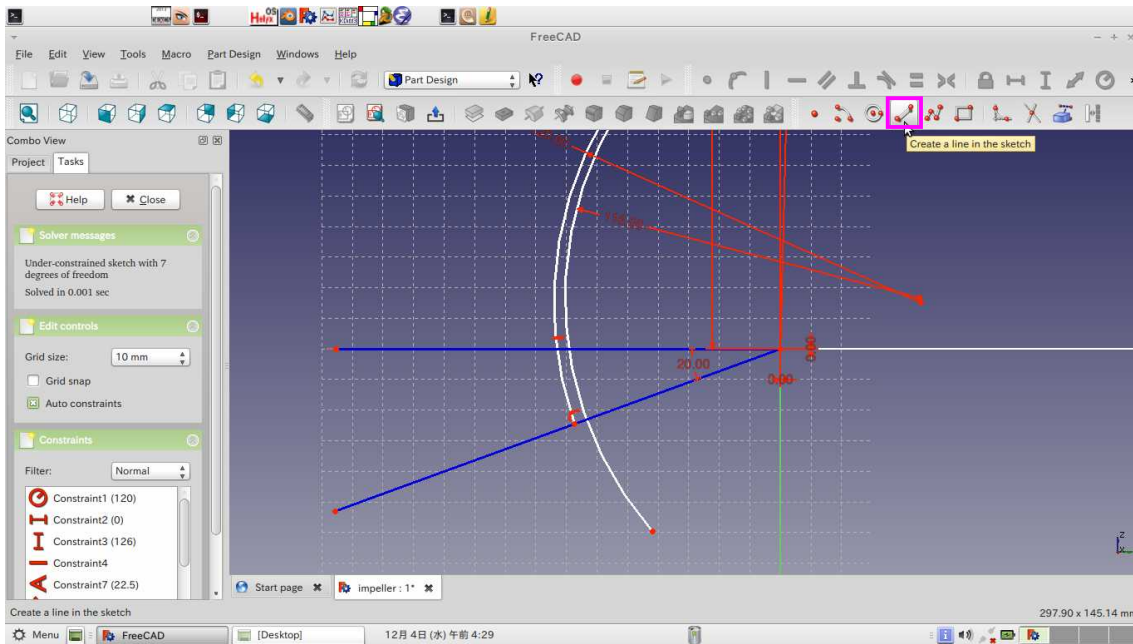 FreeCAD
File Edit View Tools Macro Part Design Windows Help
Part Design
Combo View
Project Tasks
Help Close
Create a line in the sketch
Solver messages
Under-constrained sketch with 7
degrees of freedom
Solved in 0.001 sec
Edit controls
Grid size: 10 mm
Grid snap
Auto constraints
20.00
0.00
Constraints
Filter: Normal
Constraint1 (120)
Constraint2 (0)
Constraint3 (126)
Constraint4
Constraint7 (22.5)
Start page impeller : 1*
Create a line in the sketch 297.90 x 145.14 mm
Menu FreeCAD [Desktop] 12月 4日 (水) 午前 4:29